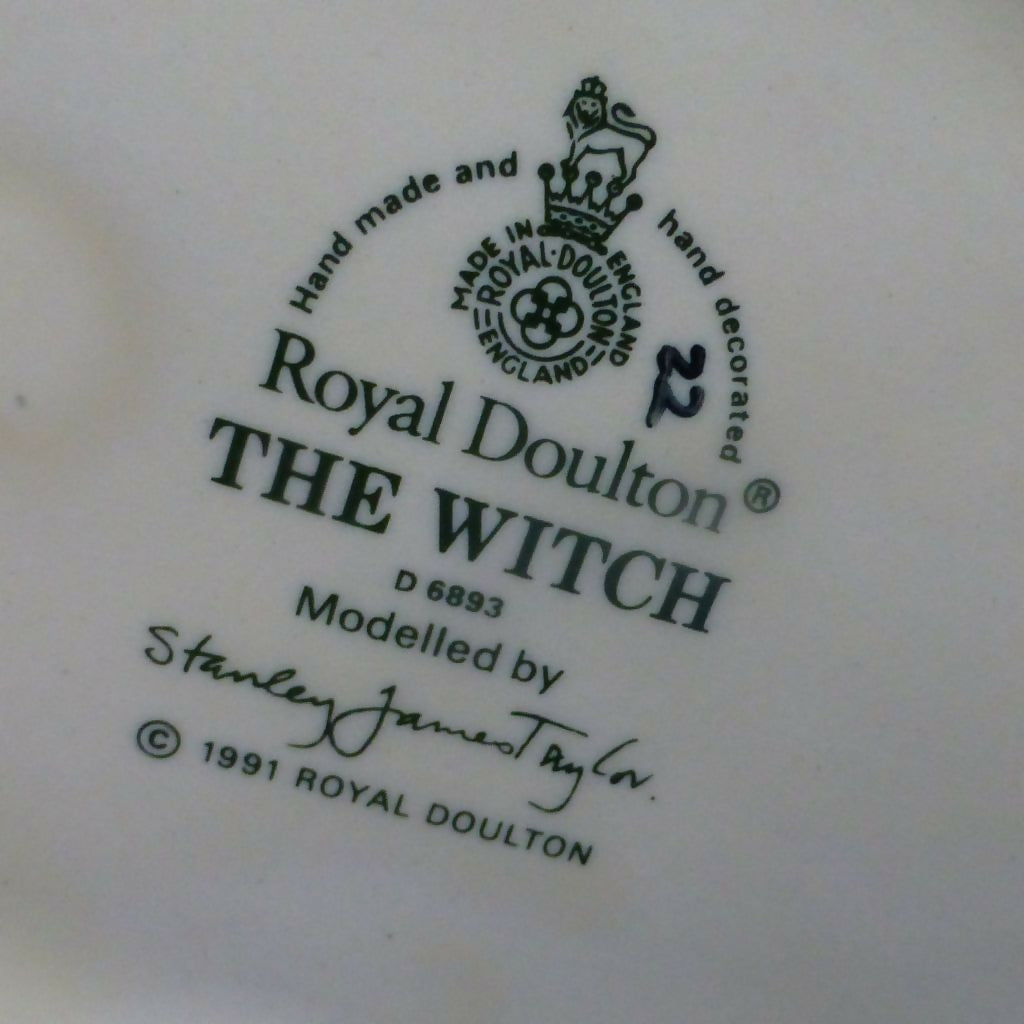 Hand made and hand decorated
MADE IN ENGLAND
ROYAL·DOULTON
ENGLAND
22
Royal Doulton ®
THE WITCH
D 6893
Modelled by
Stanley James Taylor.
© 1991 ROYAL DOULTON